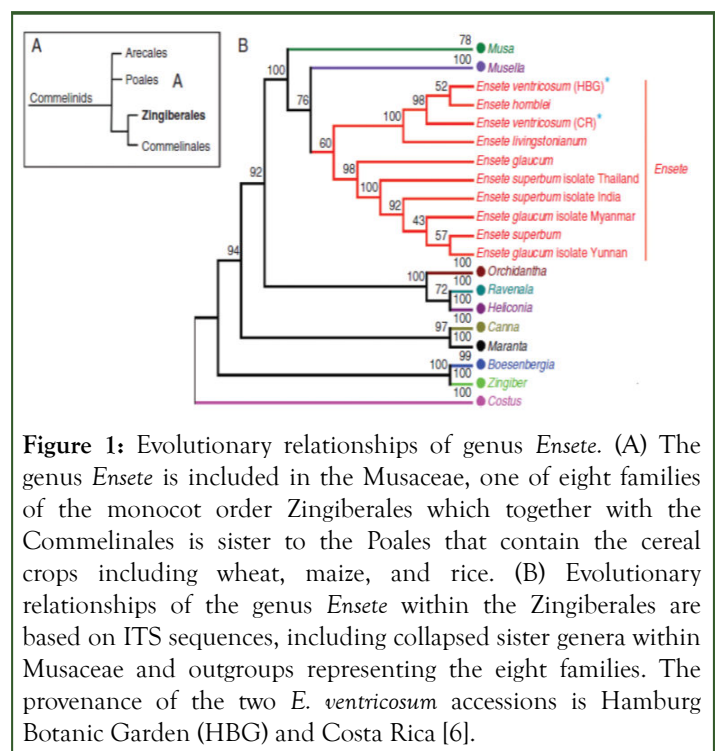 A
Arecales
Poales
A
Commelinids
Zingiberales
Commelinales
B
78
Musa
100
100
Musella
76
52
Ensete ventricosum (HBG)*
98
Ensete homblei
100
Ensete ventricosum (CR)*
60
Ensete livingstonianum
98
Ensete glaucum
100
Ensete superbum isolate Thailand
92
Ensete superbum isolate India
43
Ensete glaucum isolate Myanmar
57
Ensete superbum
Ensete glaucum isolate Yunnan
Ensete
92
100
100
Orchidantha
100
72
Ravenala
100
Heliconia
94
100
97
Canna
100
Maranta
99
100
Boesenbergia
100
Zingiber
100
Costus
Figure 1: Evolutionary relationships of genus Ensete. (A) The
genus Ensete is included in the Musaceae, one of eight families
of the monocot order Zingiberales which together with the
Commelinales is sister to the Poales that contain the cereal
crops including wheat, maize, and rice. (B) Evolutionary
relationships of the genus Ensete within the Zingiberales are
based on ITS sequences, including collapsed sister genera within
Musaceae and outgroups representing the eight families. The
provenance of the two E. ventricosum accessions is Hamburg
Botanic Garden (HBG) and Costa Rica [6].